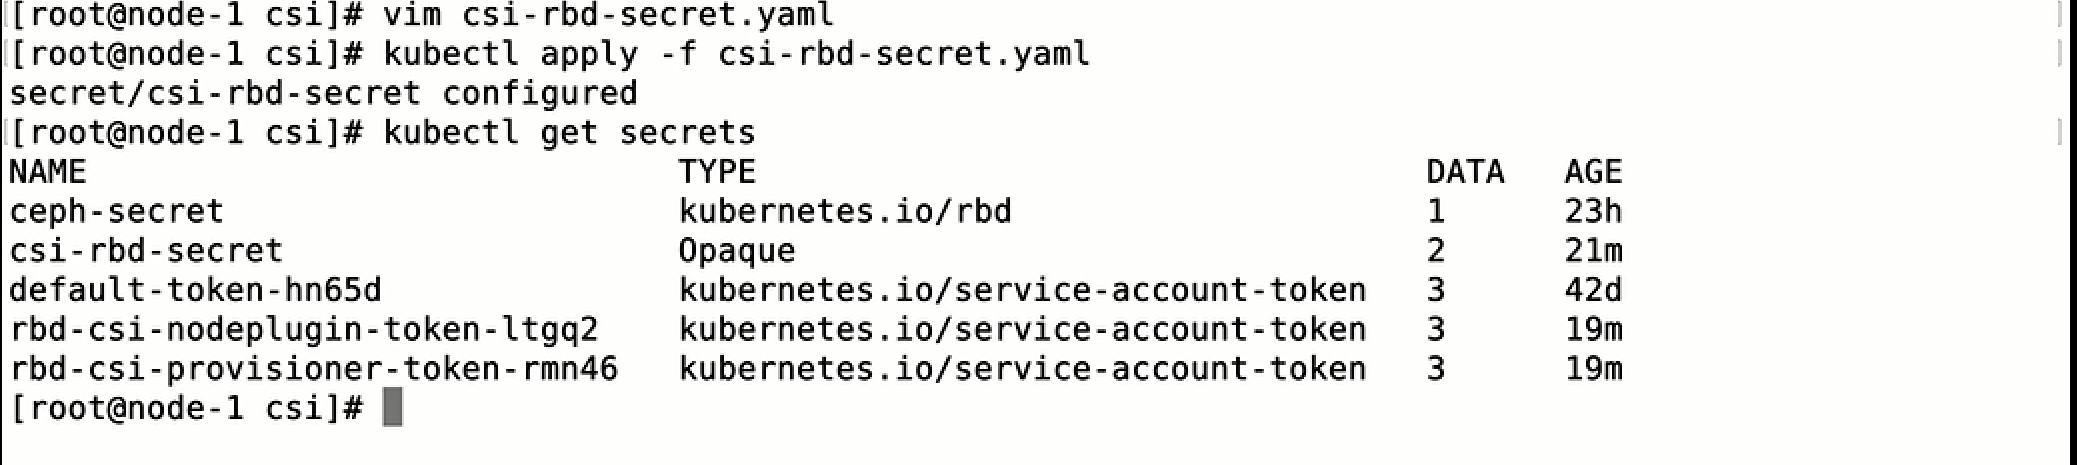 [root@node-1 csi]# vim csi-rbd-secret.yaml
[root@node-1 csi]# kubectl apply -f csi-rbd-secret.yaml
secret/csi-rbd-secret configured
[root@node-1 csi]# kubectl get secrets
NAME                              TYPE                                  DATA   AGE
ceph-secret                       kubernetes.io/rbd                     1      23h
csi-rbd-secret                    Opaque                                2      21m
default-token-hn65d               kubernetes.io/service-account-token   3      42d
rbd-csi-nodeplugin-token-ltgq2    kubernetes.io/service-account-token   3      19m
rbd-csi-provisioner-token-rmn46   kubernetes.io/service-account-token   3      19m
[root@node-1 csi]#